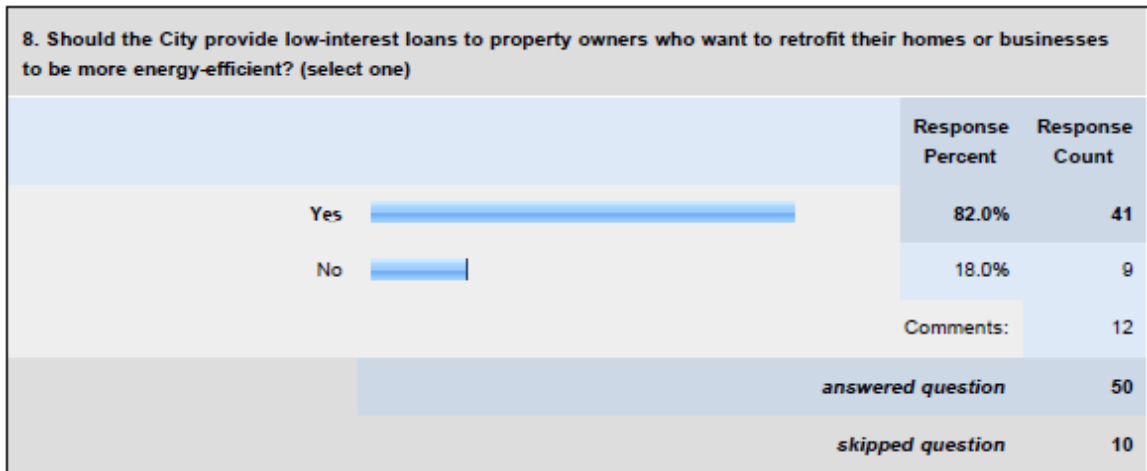 8. Should the City provide low-interest loans to property owners who want to retrofit their homes or businesses
to be more energy-efficient? (select one)
Response Percent
Response Count
Yes 82.0% 41
No 18.0% 9
Comments: 12
answered question 50
skipped question 10